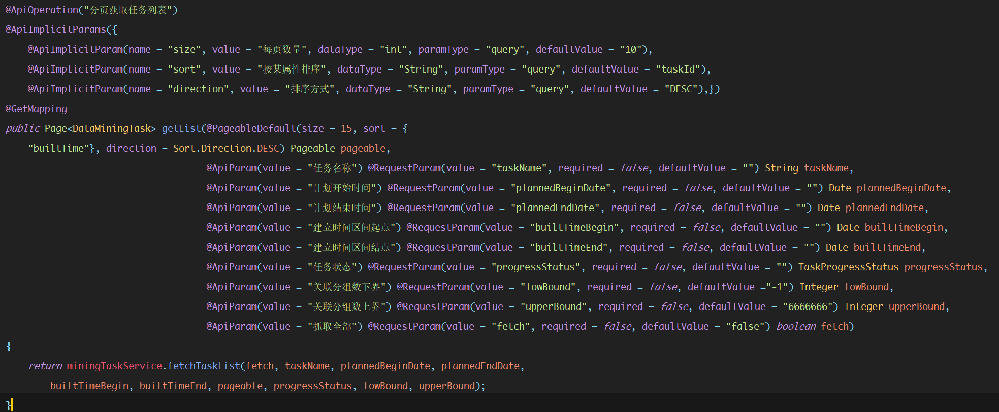 @ApiOperation("分页获取任务列表")
@ApiImplicitParams({
@ApiImplicitParam(name = "size", value = "每页数量", dataType = "int", paramType = "query", defaultValue = "10"),
@ApiImplicitParam(name = "sort", value = "按某属性排序", dataType = "String", paramType = "query", defaultValue = "taskId"),
@ApiImplicitParam(name = "direction", value = "排序方式", dataType = "String", paramType = "query", defaultValue = "DESC"),})
@GetMapping
public Page<DataMiningTask> getList(@PageableDefault(size = 15, sort = {
"builtTime"}, direction = Sort.Direction.DESC) Pageable pageable,
@ApiParam(value = "任务名称") @RequestParam(value = "taskName", required = false, defaultValue = "") String taskName,
@ApiParam(value = "计划开始时间") @RequestParam(value = "plannedBeginDate", required = false, defaultValue = "") Date plannedBeginDate,
@ApiParam(value = "计划结束时间") @RequestParam(value = "plannedEndDate", required = false, defaultValue = "") Date plannedEndDate,
@ApiParam(value = "建立时间区间起点") @RequestParam(value = "builtTimeBegin", required = false, defaultValue = "") Date builtTimeBegin,
@ApiParam(value = "建立时间区间结点") @RequestParam(value = "builtTimeEnd", required = false, defaultValue = "") Date builtTimeEnd,
@ApiParam(value = "任务状态") @RequestParam(value = "progressStatus", required = false, defaultValue = "") TaskProgressStatus progressStatus,
@ApiParam(value = "关联分组数下界") @RequestParam(value = "lowBound", required = false, defaultValue ="-1") Integer lowBound,
@ApiParam(value = "关联分组数上界") @RequestParam(value = "upperBound", required = false, defaultValue = "6666666") Integer upperBound,
@ApiParam(value = "抓取全部") @RequestParam(value = "fetch", required = false, defaultValue = "false") boolean fetch)
{
return miningTaskService.fetchTaskList(fetch, taskName, plannedBeginDate, plannedEndDate,
builtTimeBegin, builtTimeEnd, pageable, progressStatus, lowBound, upperBound);
}